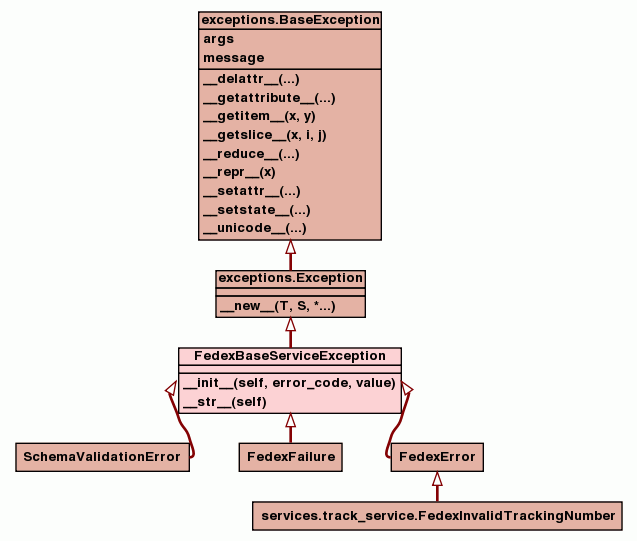 exceptions.BaseException
args
message
__delattr__(...)
__getattribute__(...)
__getitem__(x, y)
__getslice__(x, i, j)
__reduce__(...)
__repr__(x)
__setattr__(...)
__setstate__(...)
__unicode__(...)
exceptions.Exception
__new__(T, S, *...)
FedexBaseServiceException
__init__(self, error_code, value)
__str__(self)
SchemaValidationError
FedexFailure
FedexError
services.track_service.FedexInvalidTrackingNumber